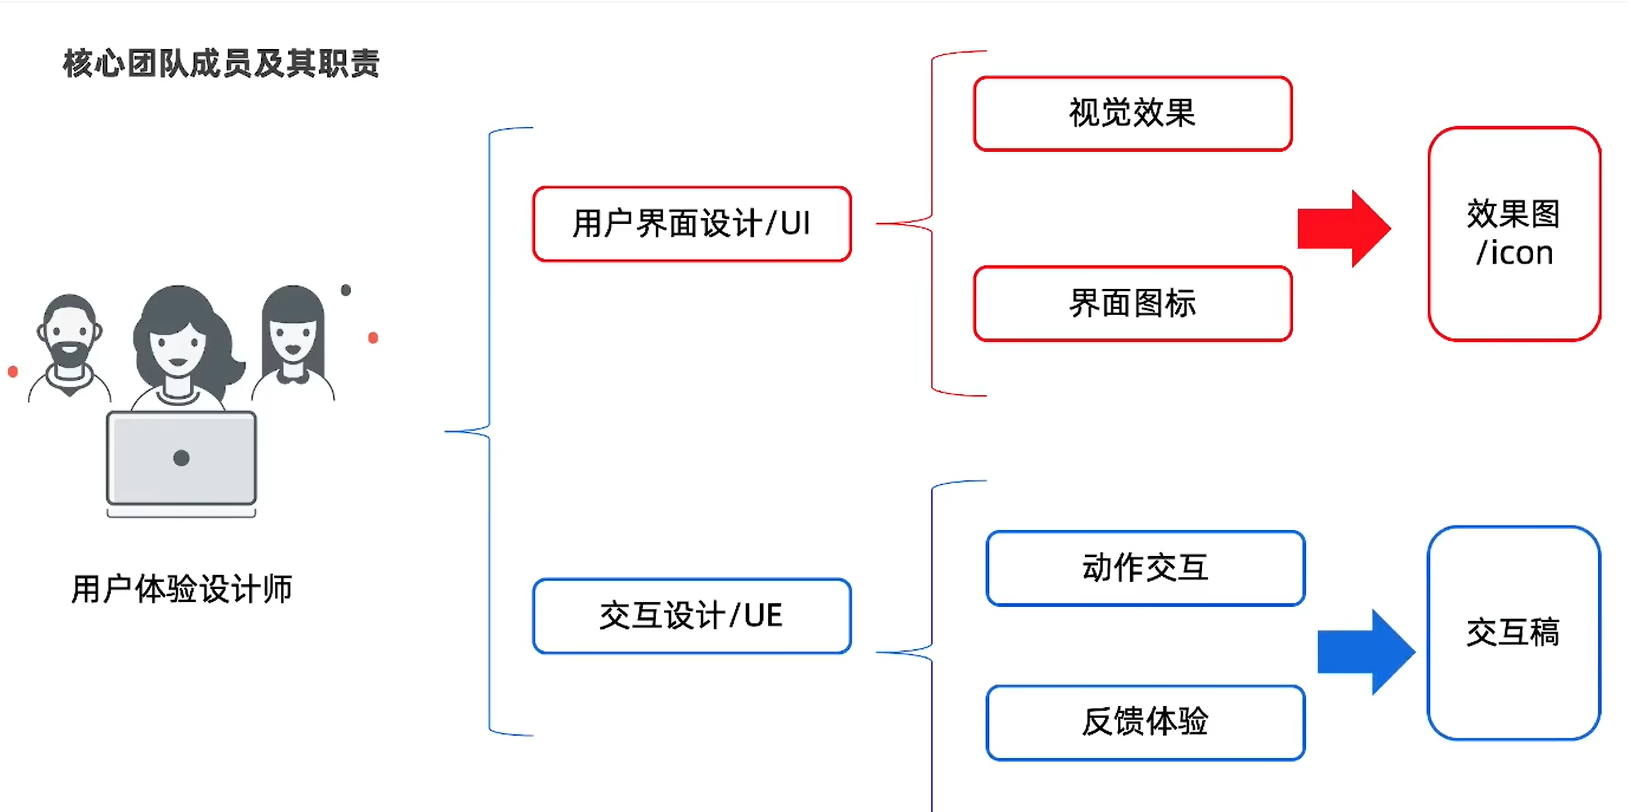 核心团队成员及其职责
用户体验设计师
用户界面设计/UI
视觉效果
界面图标
效果图
/icon
交互设计/UE
动作交互
反馈体验
交互稿